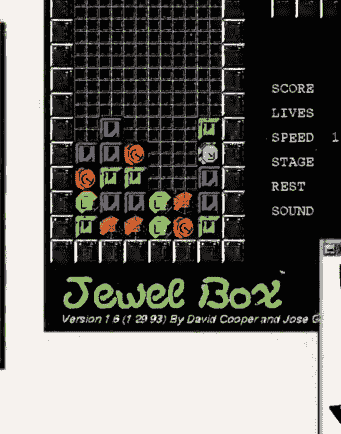 SCORE
LIVES
SPEED 1
STAGE
REST
SOUND
Jewel Box
Version 1.6 (1 29 93) By David Cooper and Jose